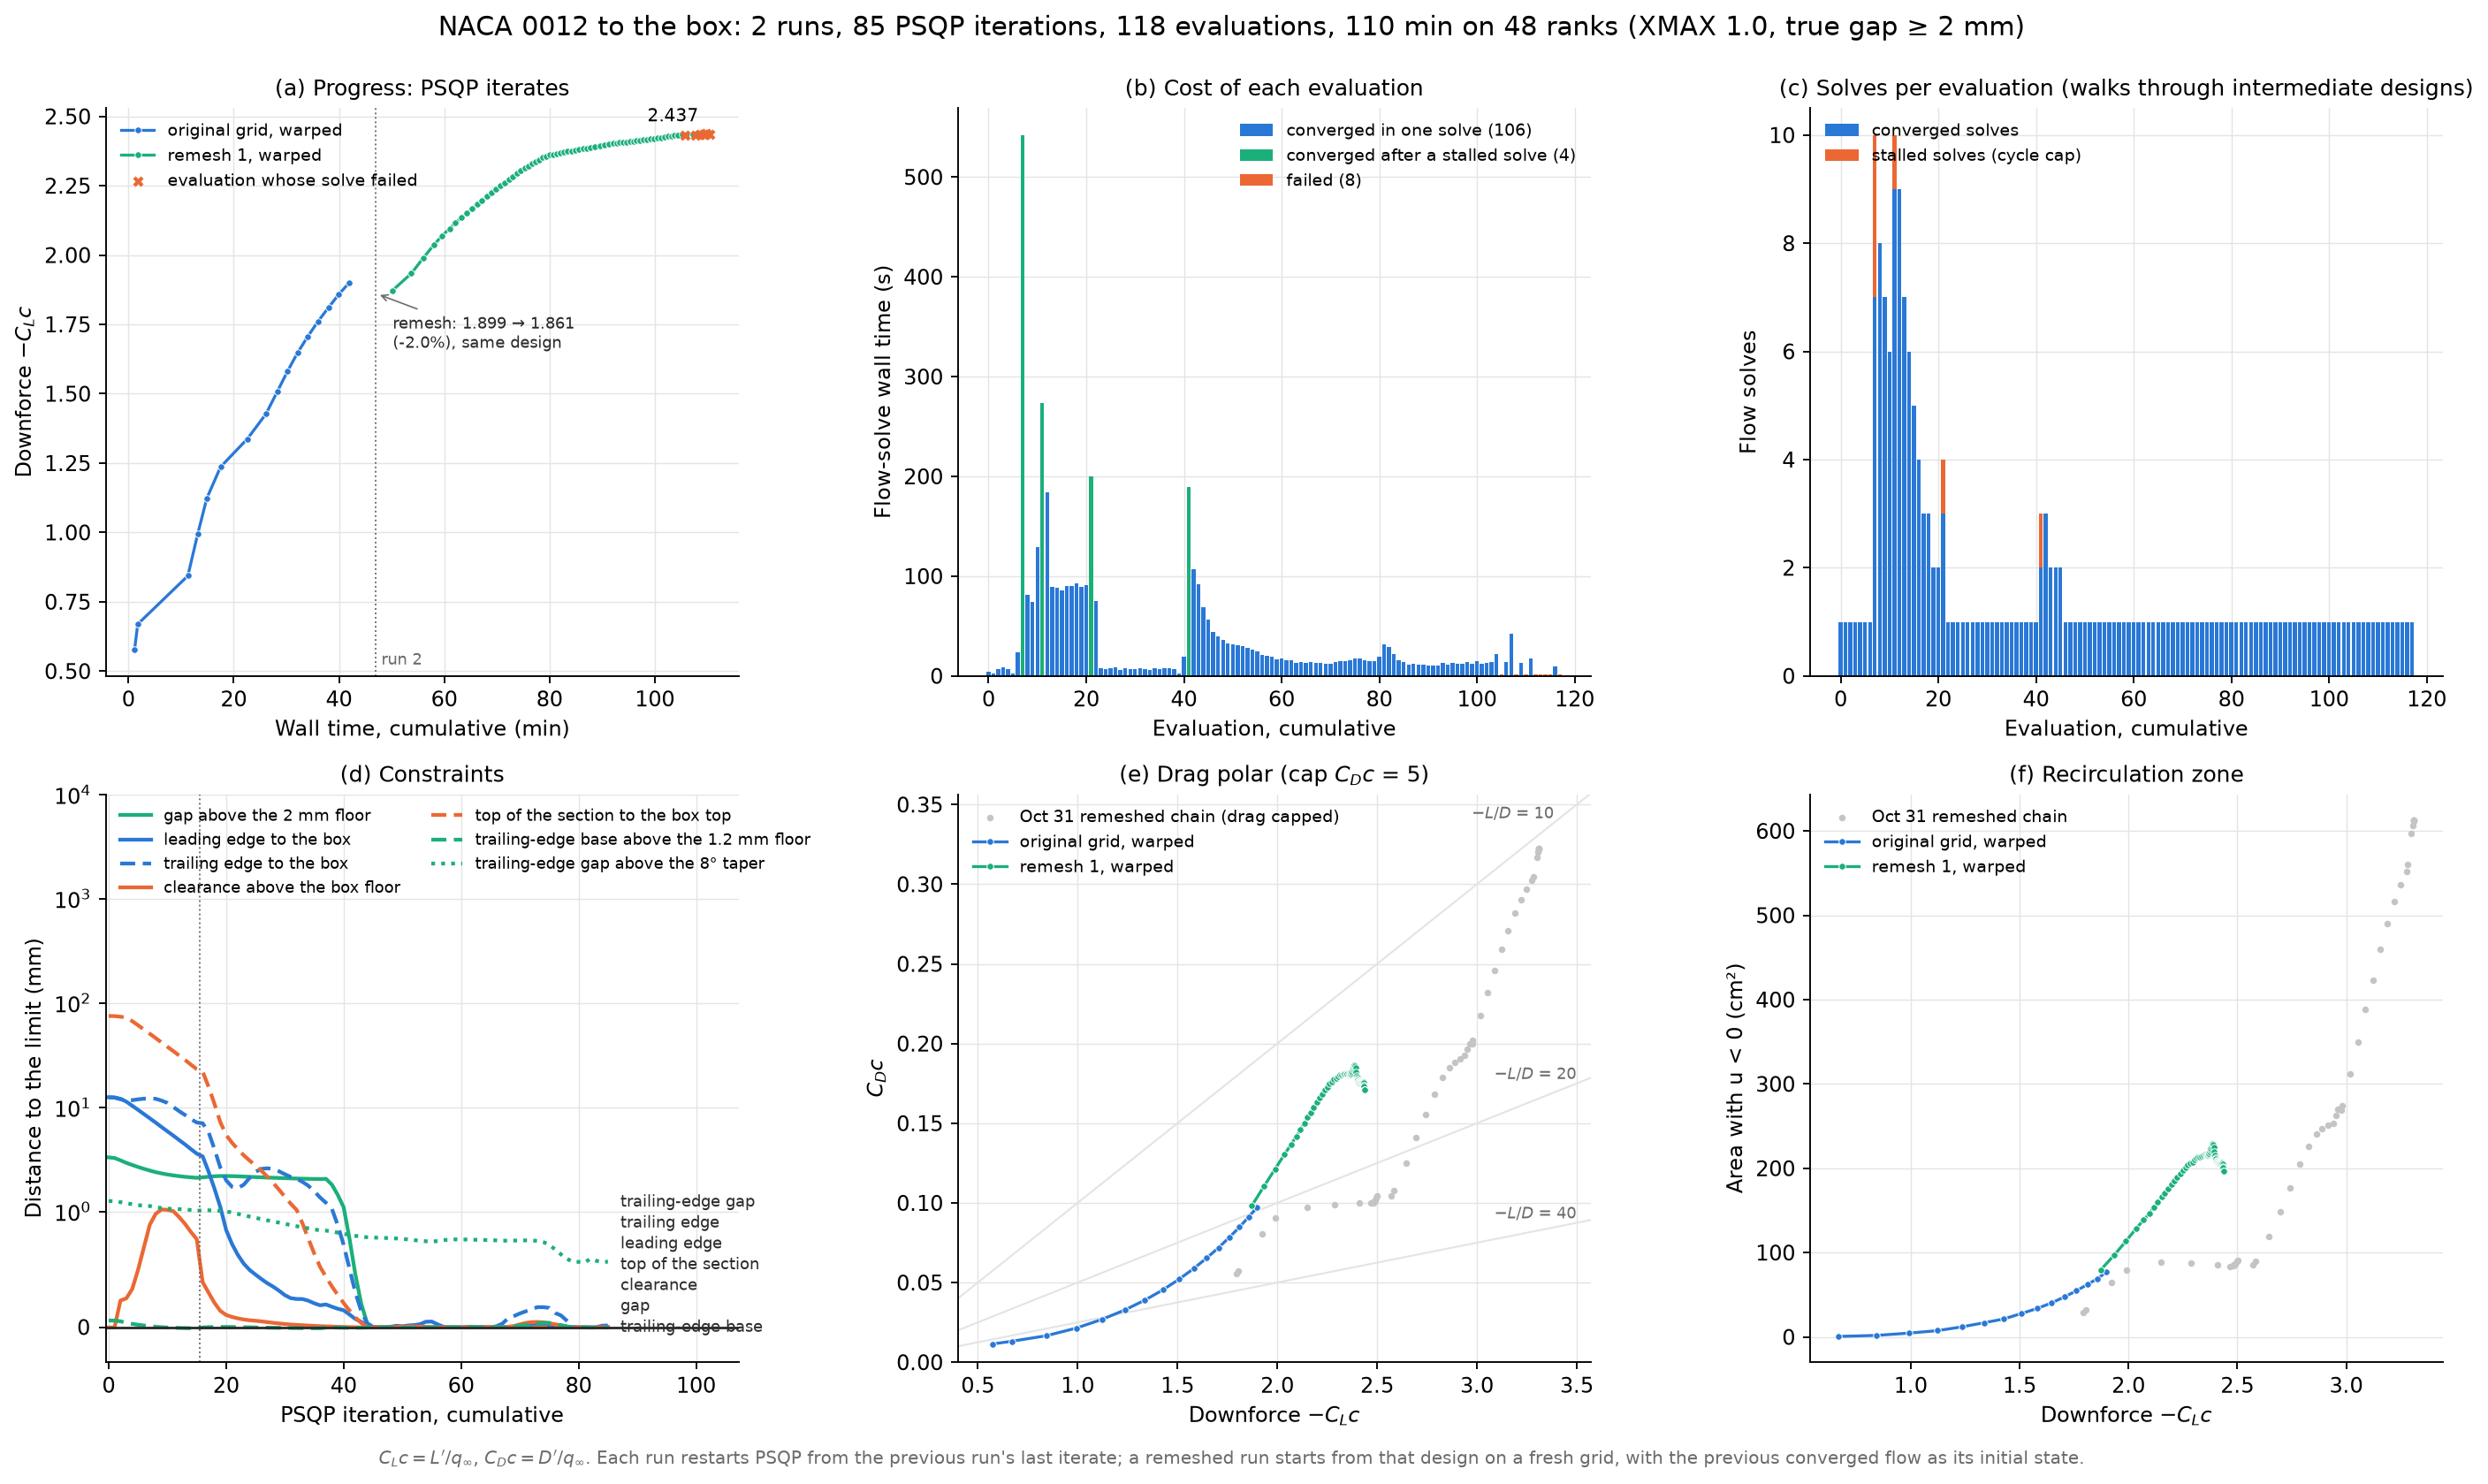 NACA 0012 to the box: 2 runs, 85 PSQP iterations, 118 evaluations, 110 min on 48 ranks (XMAX 1.0, true gap ≥ 2 mm)
(a) Progress: PSQP iterates
2.50
2.25
2.00
1.75
1.50
1.25
1.00
0.75
0.50
Downforce −C_L c
original grid, warped
remesh 1, warped
evaluation whose solve failed
2.437
remesh: 1.899 → 1.861
(-2.0%), same design
run 2
0 20 40 60 80 100
Wall time, cumulative (min)
(b) Cost of each evaluation
500
400
300
200
100
0
Flow-solve wall time (s)
converged in one solve (106)
converged after a stalled solve (4)
failed (8)
0 20 40 60 80 100 120
Evaluation, cumulative
(c) Solves per evaluation (walks through intermediate designs)
10
8
6
4
2
0
Flow solves
converged solves
stalled solves (cycle cap)
0 20 40 60 80 100 120
Evaluation, cumulative
(d) Constraints
10⁴
10³
10²
10¹
10⁰
0
Distance to the limit (mm)
gap above the 2 mm floor
leading edge to the box
trailing edge to the box
clearance above the box floor
top of the section to the box top
trailing-edge base above the 1.2 mm floor
trailing-edge gap above the 8° taper
trailing-edge gap
trailing edge
leading edge
top of the section
clearance
gap
trailing-edge base
0 20 40 60 80 100
PSQP iteration, cumulative
(e) Drag polar (cap C_D c = 5)
0.35
0.30
0.25
0.20
0.15
0.10
0.05
0.00
C_D c
Oct 31 remeshed chain (drag capped)
original grid, warped
remesh 1, warped
−L/D = 10
−L/D = 20
−L/D = 40
0.5 1.0 1.5 2.0 2.5 3.0 3.5
Downforce −C_L c
(f) Recirculation zone
600
500
400
300
200
100
0
Area with u < 0 (cm²)
Oct 31 remeshed chain
original grid, warped
remesh 1, warped
1.0 1.5 2.0 2.5 3.0
Downforce −C_L c
C_L c = L′/q∞, C_D c = D′/q∞. Each run restarts PSQP from the previous run's last iterate; a remeshed run starts from that design on a fresh grid, with the previous converged flow as its initial state.